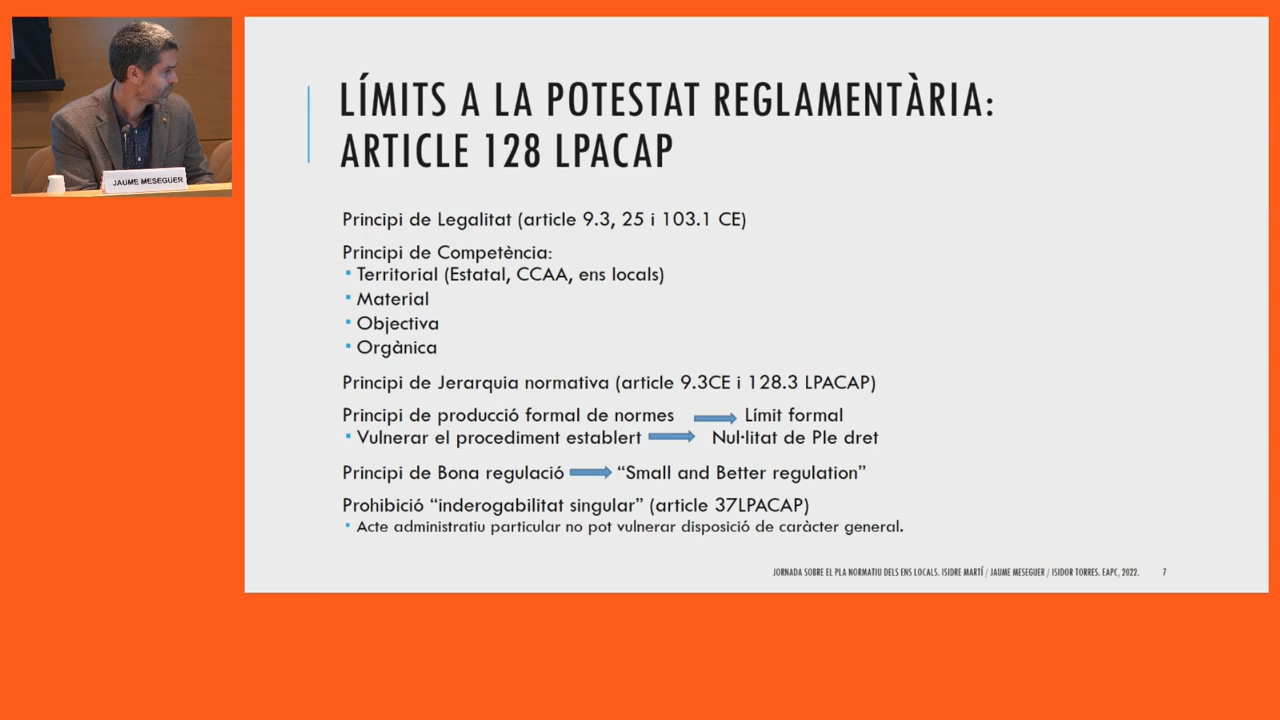 JAUME MESEGUER
LÍMITS A LA POTESTAT REGLAMENTÀRIA:
ARTICLE 128 LPACAP
Principi de Legalitat (article 9.3, 25 i 103.1 CE)
Principi de Competència:
▪ Territorial (Estatal, CCAA, ens locals)
▪ Material
▪ Objectiva
▪ Orgànica
Principi de Jerarquia normativa (article 9.3CE i 128.3 LPACAP)
Principi de producció formal de normes Límit formal
▪ Vulnerar el procediment establert Nul·litat de Ple dret
Principi de Bona regulació “Small and Better regulation”
Prohibició “inderogabilitat singular” (article 37LPACAP)
▪ Acte administratiu particular no pot vulnerar disposició de caràcter general.
JORNADA SOBRE EL PLA NORMATIU DELS ENS LOCALS. ISIDRE MARTÍ / JAUME MESEGUER / ISIDOR TORRES. EAPC, 2022. 7